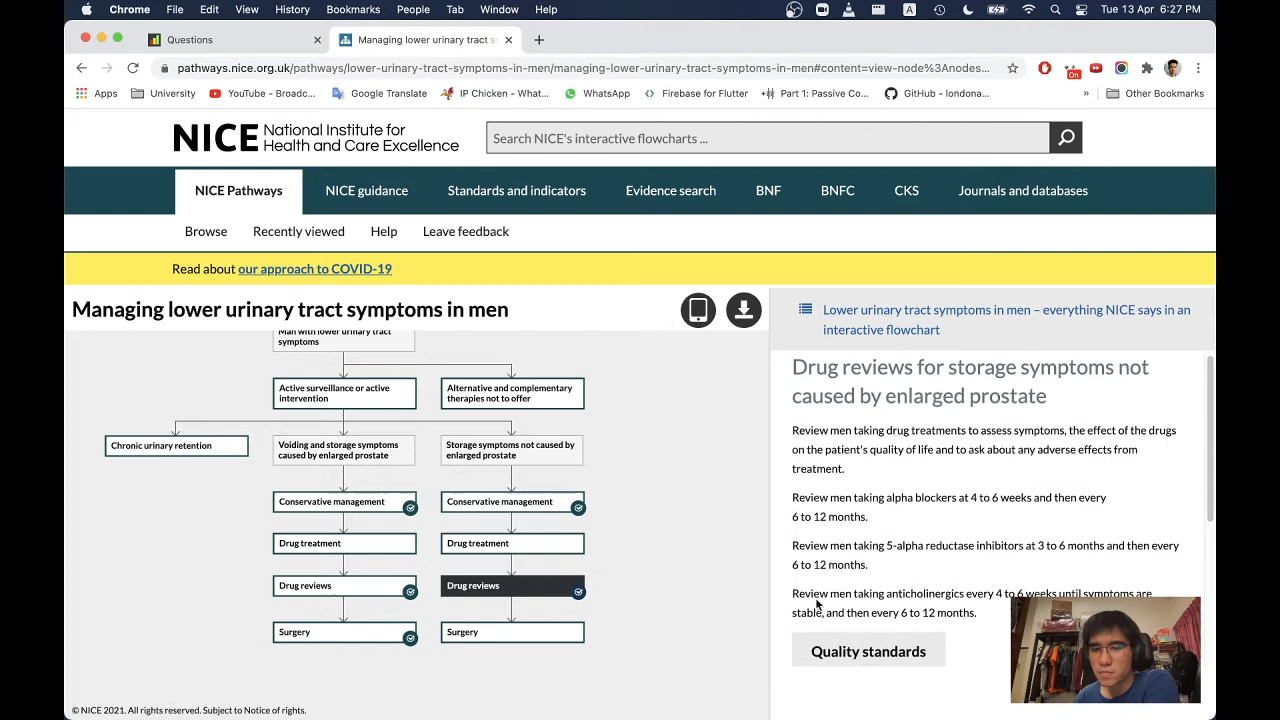 Chrome File Edit View History Bookmarks People Tab Window Help A Tue 13 Apr 6:27 PM
Questions
Managing lower urinary tract s
pathways.nice.org.uk/pathways/lower-urinary-tract-symptoms-in-men/managing-lower-urinary-tract-symptoms-in-men#content=view-node%3Anodes...
On
Apps University YouTube - Broadc... Google Translate IP Chicken - What... WhatsApp Firebase for Flutter Part 1: Passive Co... GitHub - londona... » Other Bookmarks
NICE National Institute for Health and Care Excellence
Search NICE's interactive flowcharts ...
NICE Pathways NICE guidance Standards and indicators Evidence search BNF BNFC CKS Journals and databases
Browse Recently viewed Help Leave feedback
Read about our approach to COVID-19
Managing lower urinary tract symptoms in men
Man with lower urinary tract
symptoms
Active surveillance or active
intervention
Alternative and complementary
therapies not to offer
Chronic urinary retention
Voiding and storage symptoms
caused by enlarged prostate
Storage symptoms not caused by
enlarged prostate
Conservative management
Conservative management
Drug treatment
Drug treatment
Drug reviews
Drug reviews
Surgery
Surgery
© NICE 2021. All rights reserved. Subject to Notice of rights.
Lower urinary tract symptoms in men – everything NICE says in an
interactive flowchart
Drug reviews for storage symptoms not
caused by enlarged prostate
Review men taking drug treatments to assess symptoms, the effect of the drugs
on the patient's quality of life and to ask about any adverse effects from
treatment.
Review men taking alpha blockers at 4 to 6 weeks and then every
6 to 12 months.
Review men taking 5-alpha reductase inhibitors at 3 to 6 months and then every
6 to 12 months.
Review men taking anticholinergics every 4 to 6 weeks until symptoms are
stable, and then every 6 to 12 months.
Quality standards